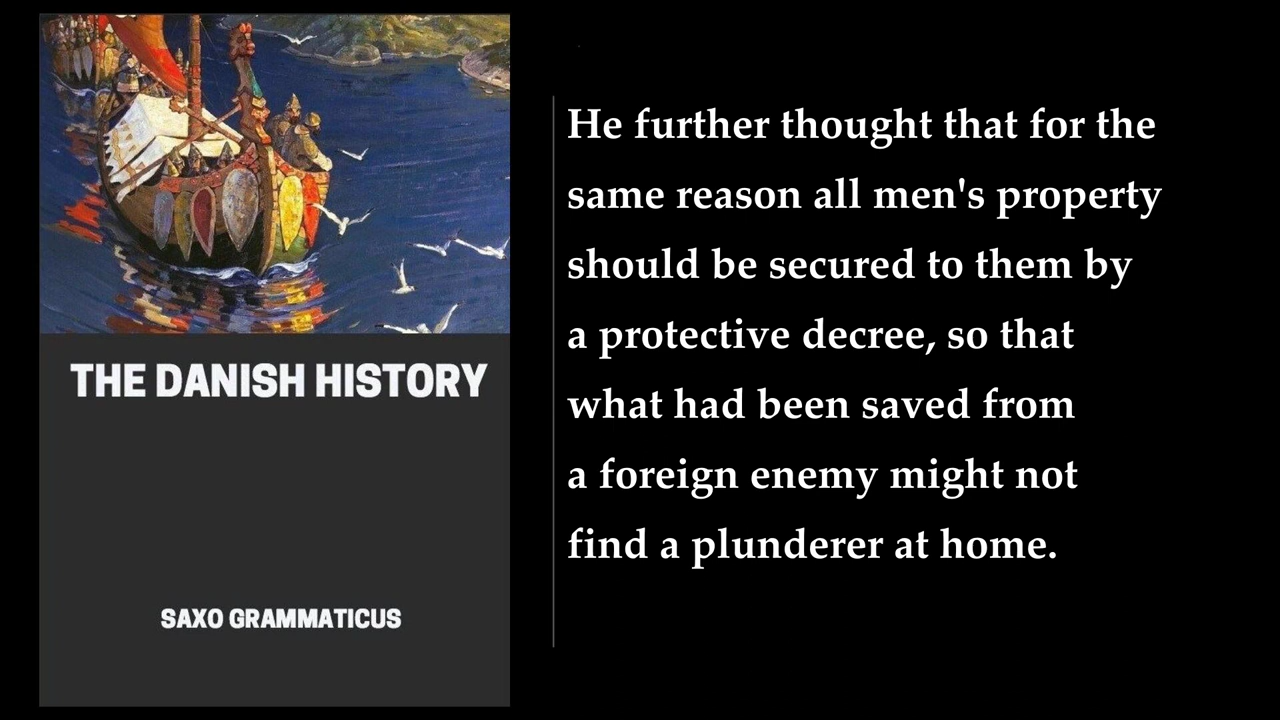 THE DANISH HISTORY
SAXO GRAMMATICUS
He further thought that for the
same reason all men's property
should be secured to them by
a protective decree, so that
what had been saved from
a foreign enemy might not
find a plunderer at home.